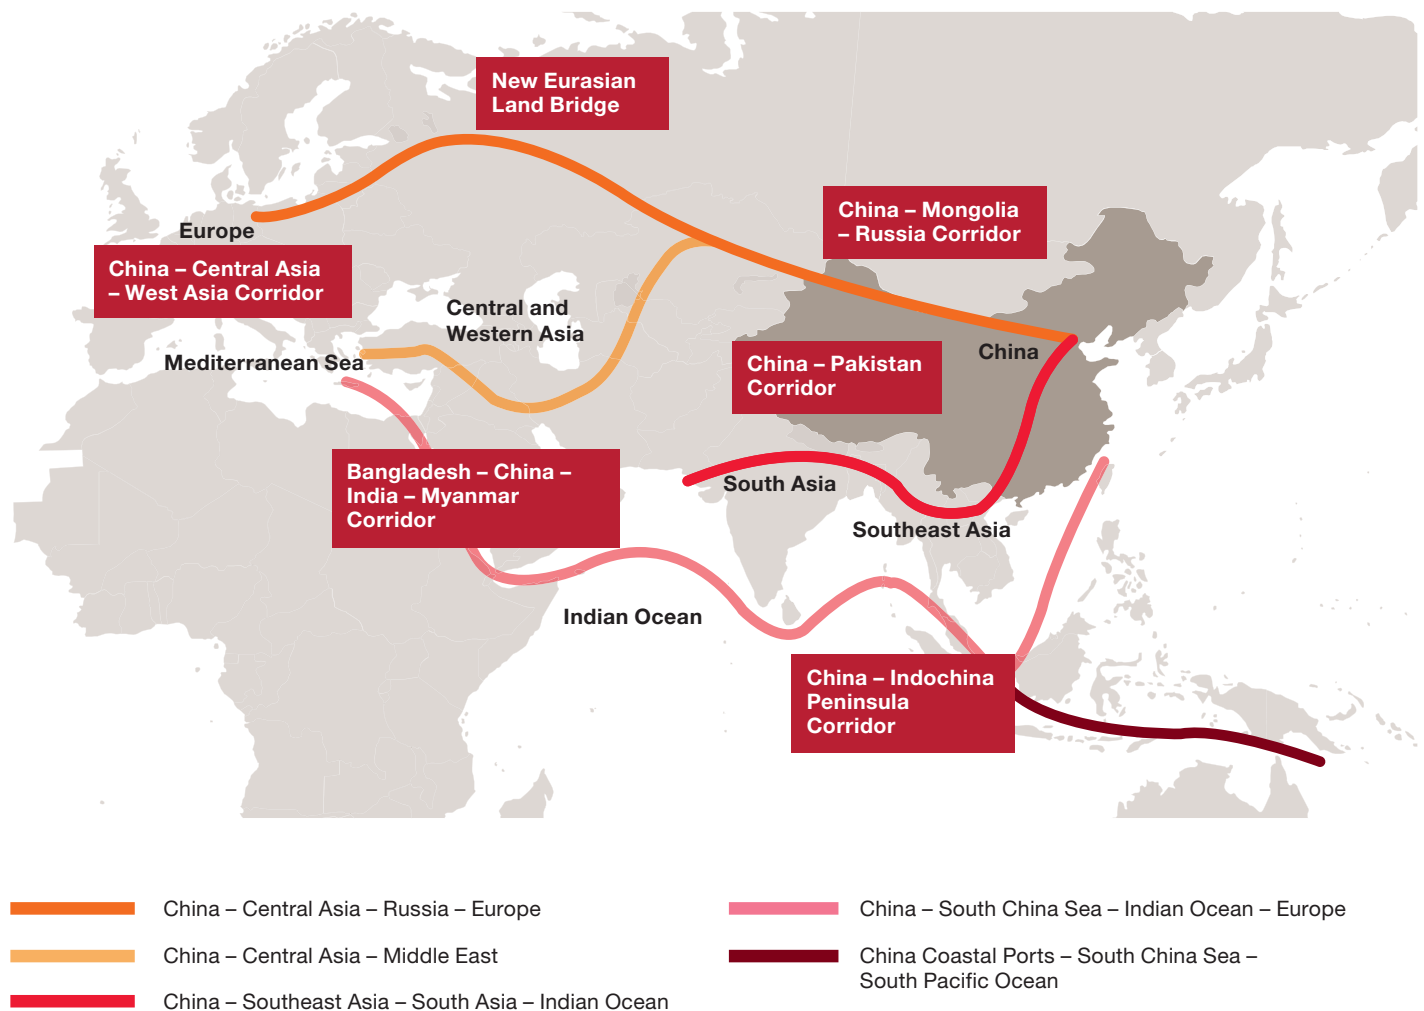 New Eurasian
Land Bridge
China – Mongolia
– Russia Corridor
Europe
China – Central Asia
– West Asia Corridor
Central and
Western Asia
Mediterranean Sea
China
China – Pakistan
Corridor
Bangladesh – China –
India – Myanmar
Corridor
South Asia
Southeast Asia
Indian Ocean
China – Indochina
Peninsula
Corridor
China – Central Asia – Russia – Europe
China – Central Asia – Middle East
China – Southeast Asia – South Asia – Indian Ocean
China – South China Sea – Indian Ocean – Europe
China Coastal Ports – South China Sea –
South Pacific Ocean